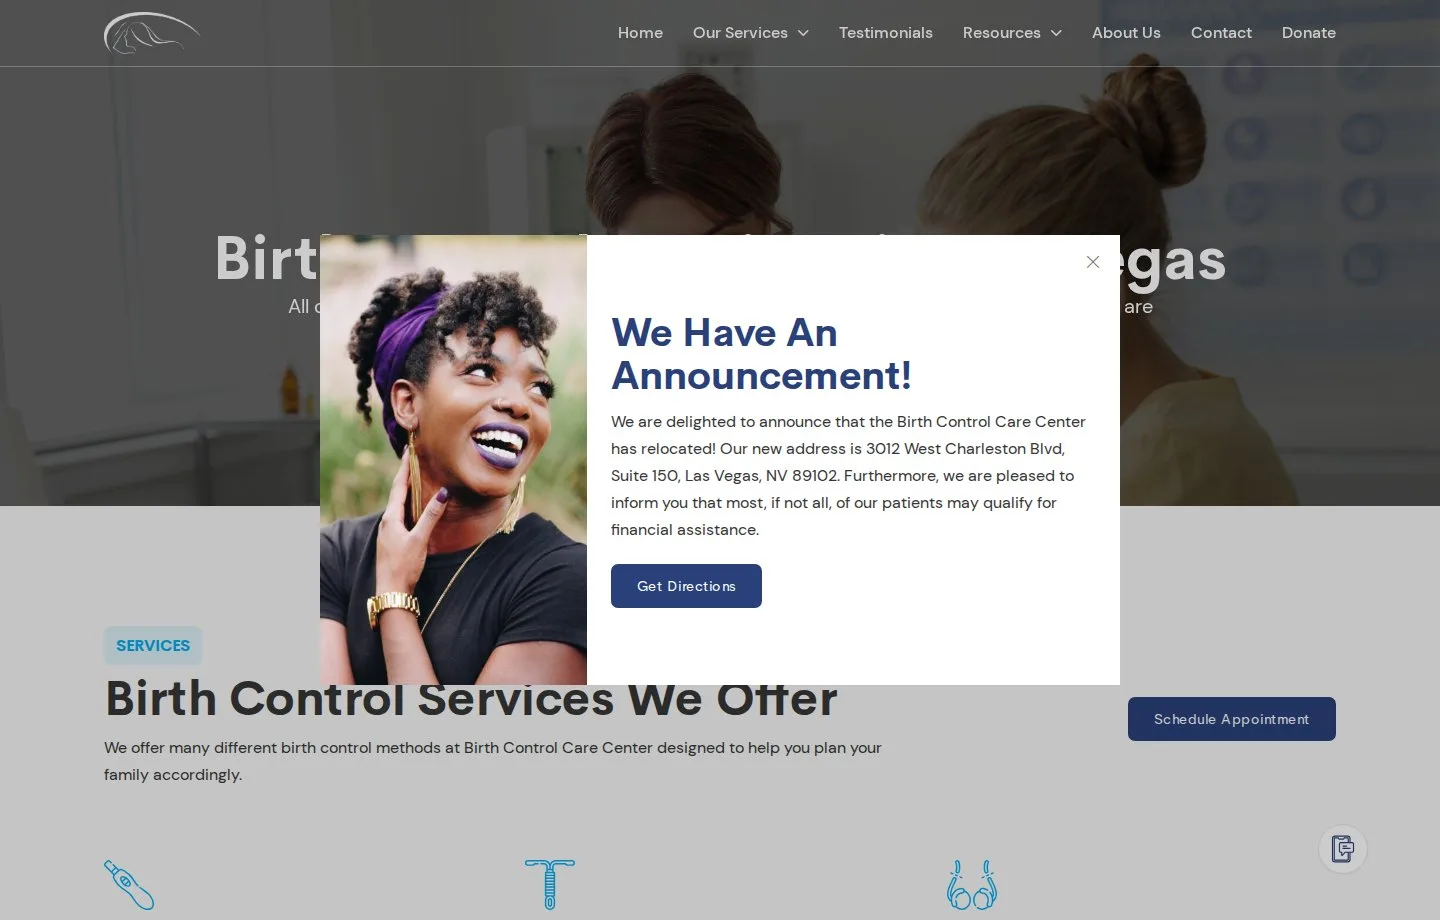 Home Our Services Testimonials Resources About Us Contact Donate
We Have An
Announcement!
We are delighted to announce that the Birth Control Care Center
has relocated! Our new address is 3012 West Charleston Blvd,
Suite 150, Las Vegas, NV 89102. Furthermore, we are pleased to
inform you that most, if not all, of our patients may qualify for
financial assistance.
Get Directions
All
are
SERVICES
Birth Control Services We Offer
We offer many different birth control methods at Birth Control Care Center designed to help you plan your
family accordingly.
Schedule Appointment